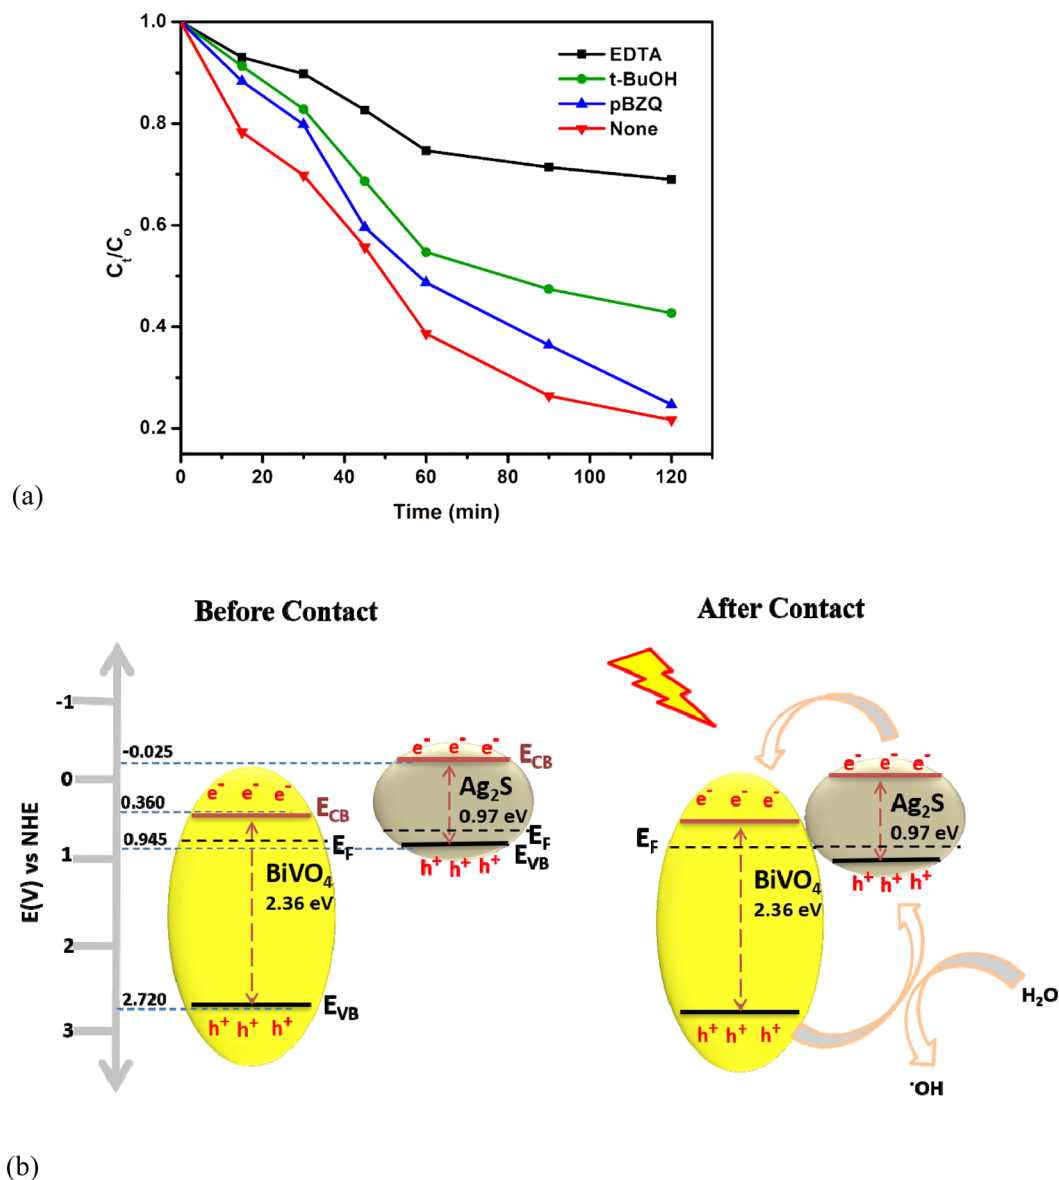 1.0
0.8
0.6
0.4
0.2
Cₜ/Cₒ
EDTA
t-BuOH
pBZQ
None
0 20 40 60 80 100 120
Time (min)
(a)
Before Contact
After Contact
E(V) vs NHE
-1
0
1
2
3
-0.025
0.360
0.945
2.720
e⁻ e⁻ e⁻
E_CB
Ag₂S
0.97 eV
E_F
E_VB
h⁺ h⁺ h⁺
e⁻ e⁻ e⁻
E_CB
E_F
BiVO₄
2.36 eV
E_VB
h⁺ h⁺ h⁺
e⁻ e⁻ e⁻
Ag₂S
0.97 eV
h⁺ h⁺ h⁺
e⁻ e⁻ e⁻
E_F
BiVO₄
2.36 eV
h⁺ h⁺ h⁺
H₂O
˙OH
(b)